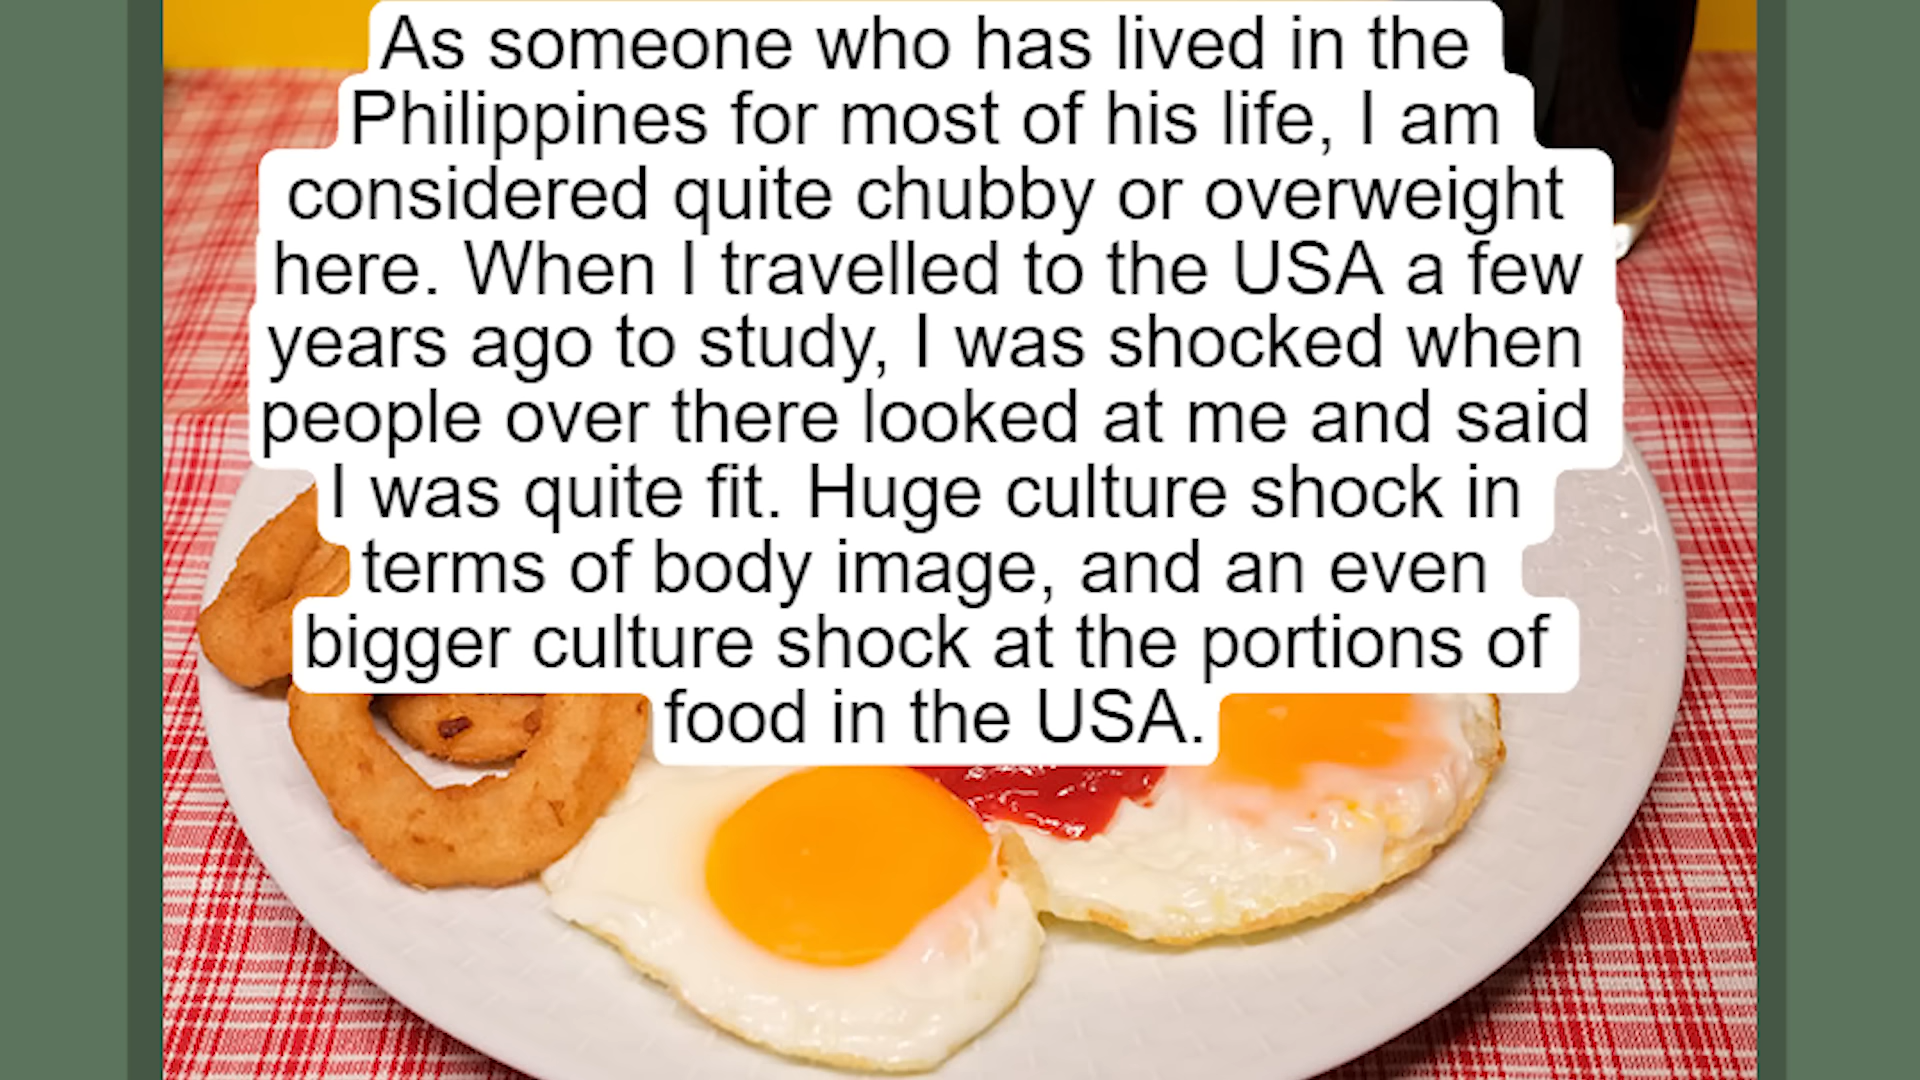 As someone who has lived in the
Philippines for most of his life, I am
considered quite chubby or overweight
here. When I travelled to the USA a few
years ago to study, I was shocked when
people over there looked at me and said
I was quite fit. Huge culture shock in
terms of body image, and an even
bigger culture shock at the portions of
food in the USA.